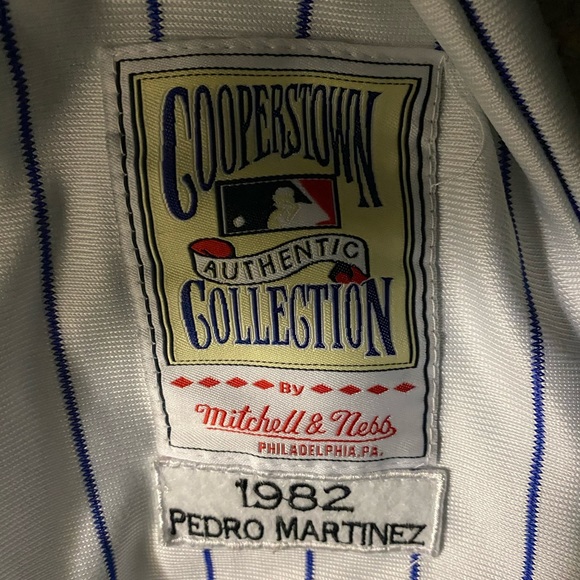 COOPERSTOWN
AUTHENTIC
COLLECTION
By
Mitchell & Ness
PHILADELPHIA, PA.
1982
PEDRO MARTINEZ